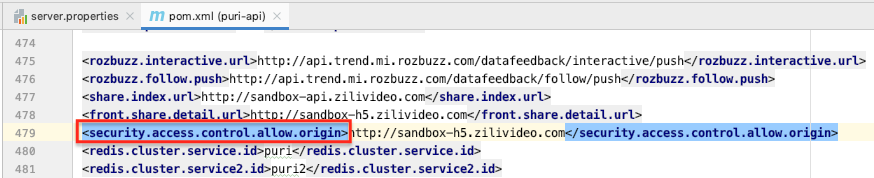 server.properties
pom.xml (puri-api)
474
475 <rozbuzz.interactive.url>http://api.trend.mi.rozbuzz.com/datafeedback/interactive/push</rozbuzz.interactive.url>
476 <rozbuzz.follow.push>http://api.trend.mi.rozbuzz.com/datafeedback/follow/push</rozbuzz.follow.push>
477 <share.index.url>http://sandbox-api.zilivideo.com</share.index.url>
478 <front.share.detail.url>http://sandbox-h5.zilivideo.com</front.share.detail.url>
479 <security.access.control.allow.origin>http://sandbox-h5.zilivideo.com</security.access.control.allow.origin>
480 <redis.cluster.service.id>puri</redis.cluster.service.id>
481 <redis.cluster.service2.id>puri2</redis.cluster.service2.id>